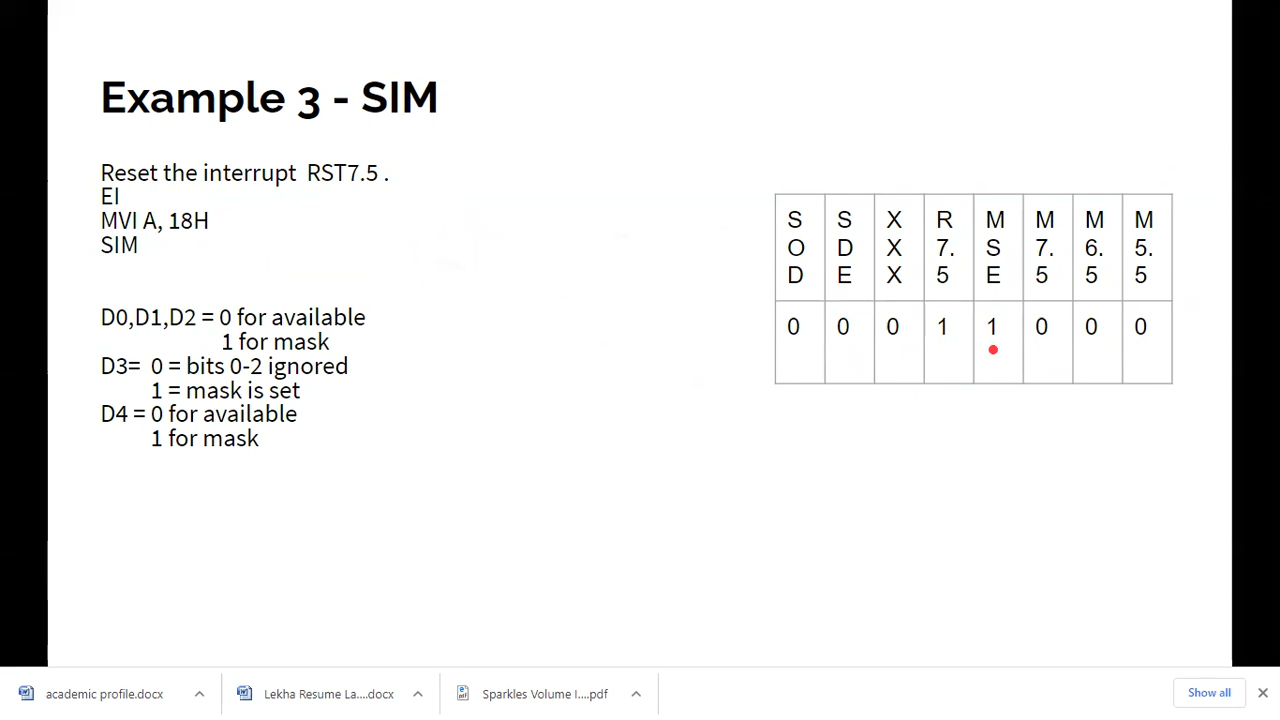 Example 3 - SIM
Reset the interrupt RST7.5 .
EI
MVI A, 18H
SIM
D0,D1,D2 = 0 for available
1 for mask
D3= 0 = bits 0-2 ignored
1 = mask is set
D4 = 0 for available
1 for mask
S S X R M M M M
O D X 7. S 7. 6. 5.
D E X 5 E 5 5 5
0 0 0 1 1 0 0 0
academic profile.docx
Lekha Resume La....docx
Sparkles Volume I....pdf
Show all